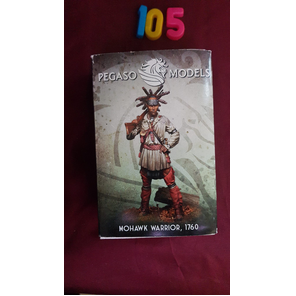 105
PEGASO MODELS
MOHAWK WARRIOR, 1760